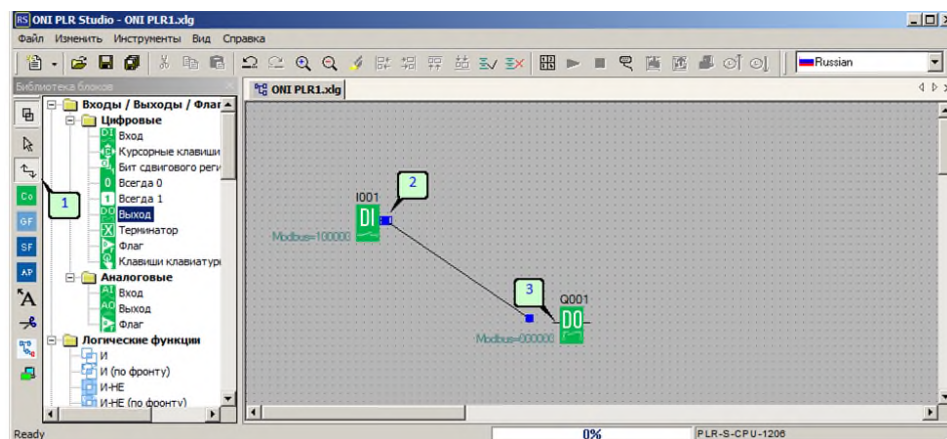 RS ONI PLR Studio - ONI PLR1.xlg
Файл Изменить Инструменты Вид Справка
Russian
Библиотека блоков
ONI PLR1.xlg
Входы / Выходы / Флаг
Цифровые
DI Вход
Курсорные клавиши
Бит сдвигового реги
0 Всегда 0
1 Всегда 1
DO Выход
Терминатор
Флаг
Клавиши клавиатуры
Аналоговые
AI Вход
AO Выход
Флаг
Логические функции
И
И (по фронту)
И-НЕ
И-НЕ (по фронту)
Co
GF
SF
AP
A
1
2
I001
DI
Modbus=100000
3
Q001
DO
Modbus=000000
Ready
0%
PLR-S-CPU-1206